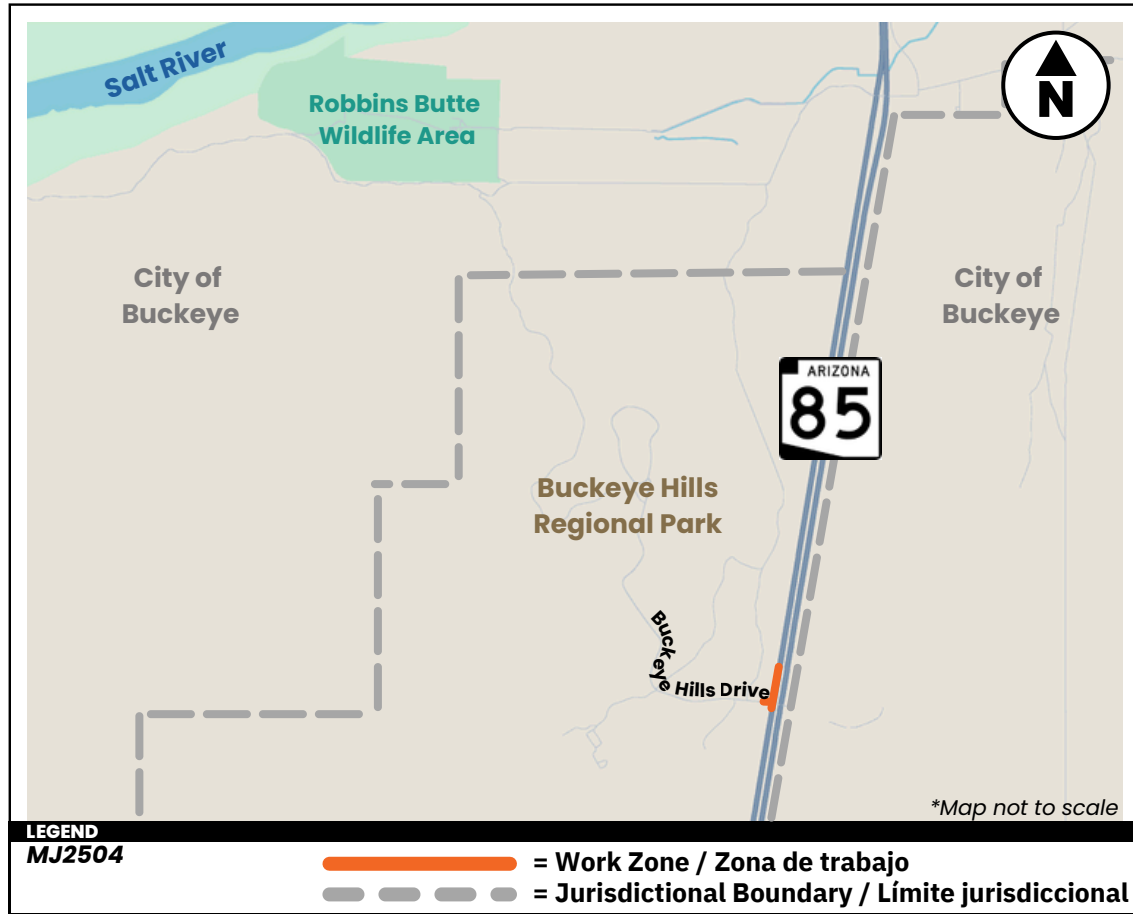 Salt River
N
Robbins Butte
Wildlife Area
City of
Buckeye
City of
Buckeye
ARIZONA
85
Buckeye Hills
Regional Park
Buckeye Hills Drive
*Map not to scale
LEGEND
MJ2504
= Work Zone / Zona de trabajo
= Jurisdictional Boundary / Límite jurisdiccional